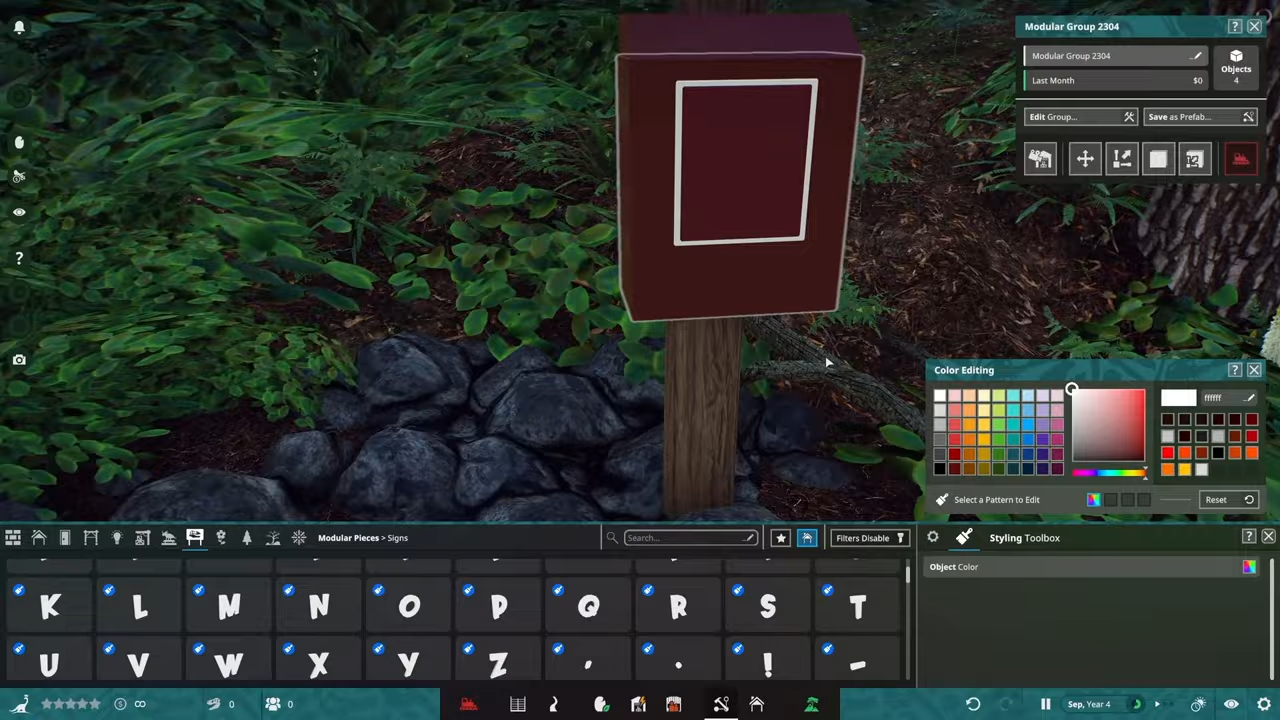 Modular Group 2304
?
Modular Group 2304
Last Month $0
Objects
4
Edit Group...
Save as Prefab...
?
Color Editing
?
ffffff
Select a Pattern to Edit
Reset
Modular Pieces > Signs
Search...
Filters Disable
Styling Toolbox
?
Object Color
K L M N O P Q R S T
U V W X Y Z , . ! -
∞
0
0
Sep, Year 4